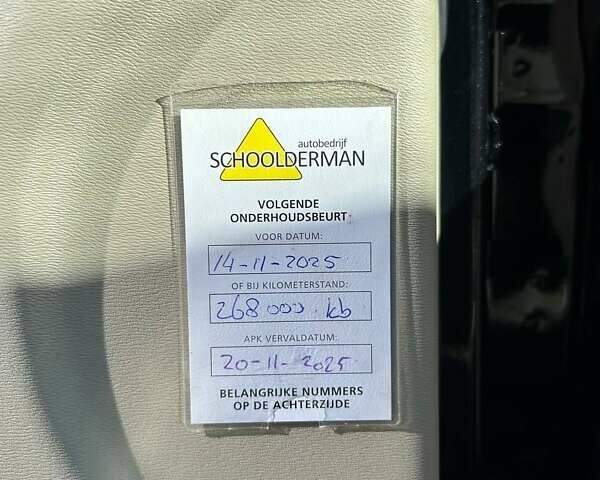 autobedrijf
SCHOOLDERMAN
VOLGENDE
ONDERHOUDSBEURT
VOOR DATUM:
14-11-2025
OF BIJ KILOMETERSTAND:
268000 kb
APK VERVALDATUM:
20-11-2025
BELANGRIJKE NUMMERS
OP DE ACHTERZIJDE